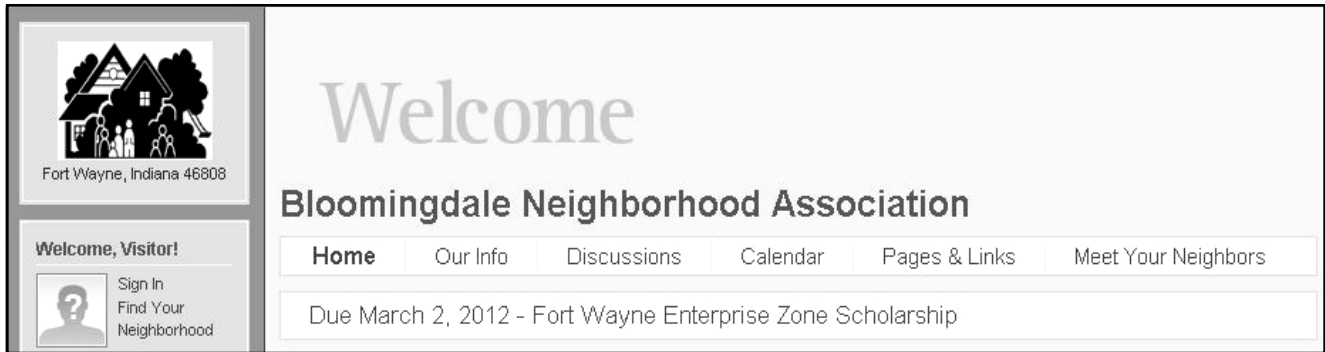 Fort Wayne, Indiana 46808
Welcome, Visitor!
Sign In
Find Your
Neighborhood
Welcome
Bloomingdale Neighborhood Association
Home Our Info Discussions Calendar Pages & Links Meet Your Neighbors
Due March 2, 2012 - Fort Wayne Enterprise Zone Scholarship